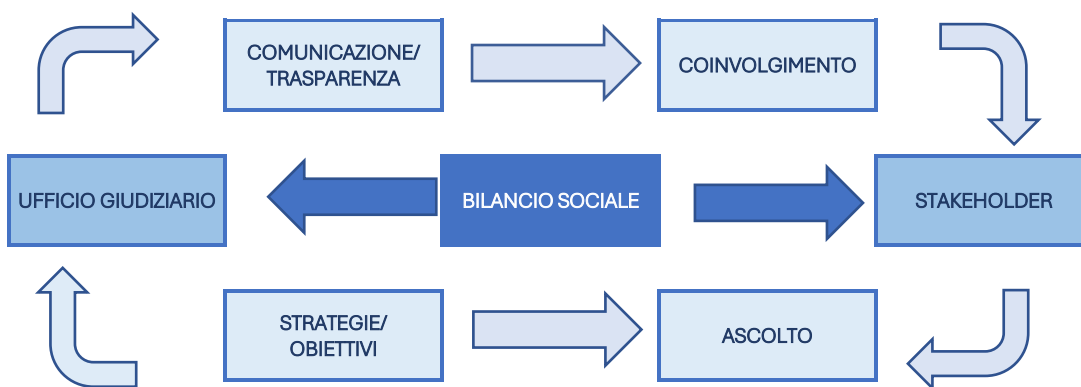 COMUNICAZIONE/
TRASPARENZA
COINVOLGIMENTO
UFFICIO GIUDIZIARIO
BILANCIO SOCIALE
STAKEHOLDER
STRATEGIE/
OBIETTIVI
ASCOLTO